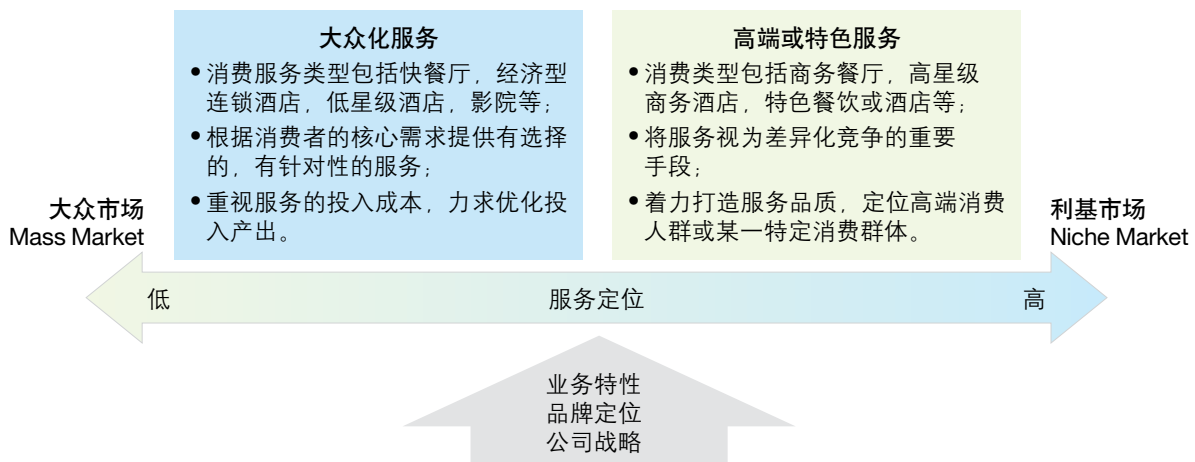 大众化服务
•消费服务类型包括快餐厅，经济型
连锁酒店，低星级酒店，影院等；
•根据消费者的核心需求提供有选择
的，有针对性的服务；
•重视服务的投入成本，力求优化投
入产出。
高端或特色服务
•消费类型包括商务餐厅，高星级
商务酒店，特色餐饮或酒店等；
•将服务视为差异化竞争的重要
手段；
•着力打造服务品质，定位高端消费
人群或某一特定消费群体。
大众市场
Mass Market
利基市场
Niche Market
低
服务定位
高
业务特性
品牌定位
公司战略